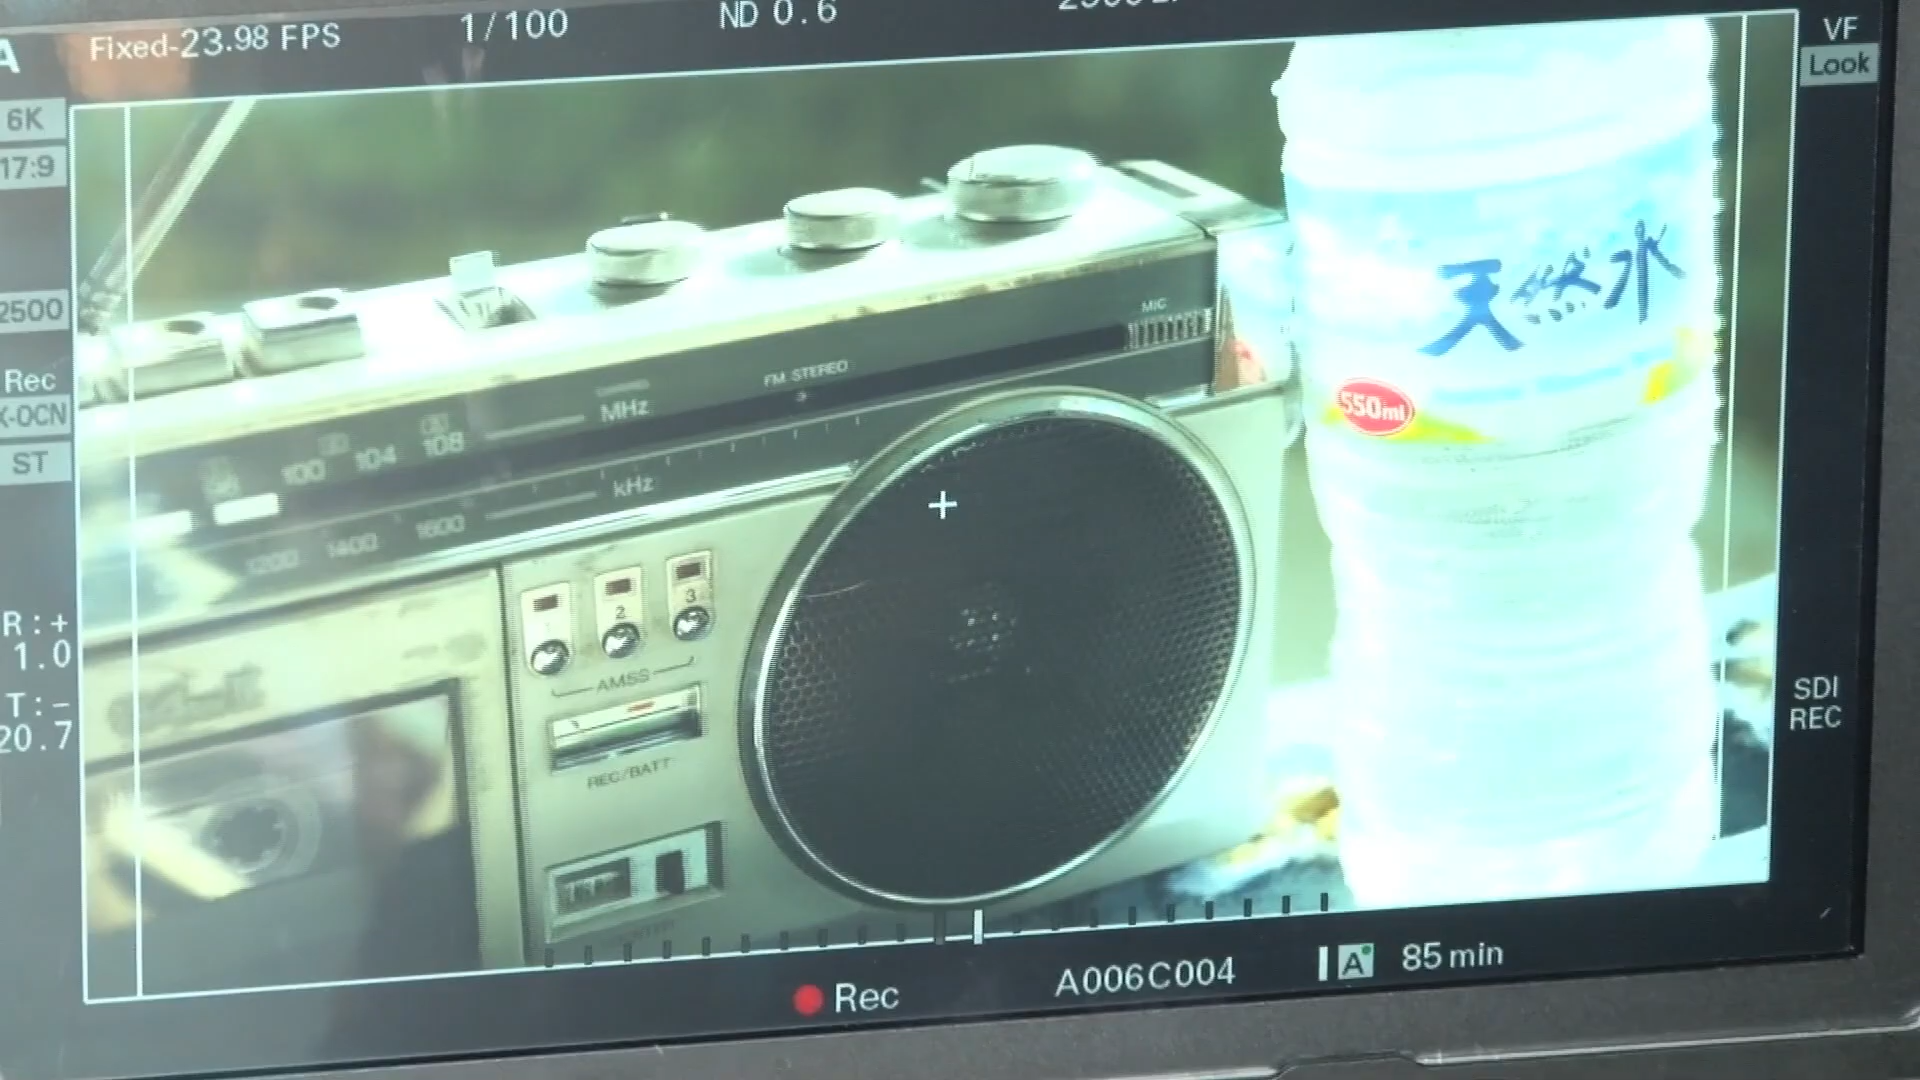 A
Fixed-23.98 FPS
1/100
ND 0.6
VF
Look
6K
17:9
2500
Rec
X-OCN
ST
R:+
1.0
T:-
20.7
天然水
550ml
MIC
FM STEREO
MHz
100 104 108
kHz
1200 1400 1600
1 2 3
AMSS
REC/BATT
SDI
REC
Rec
A006C004
A
85 min